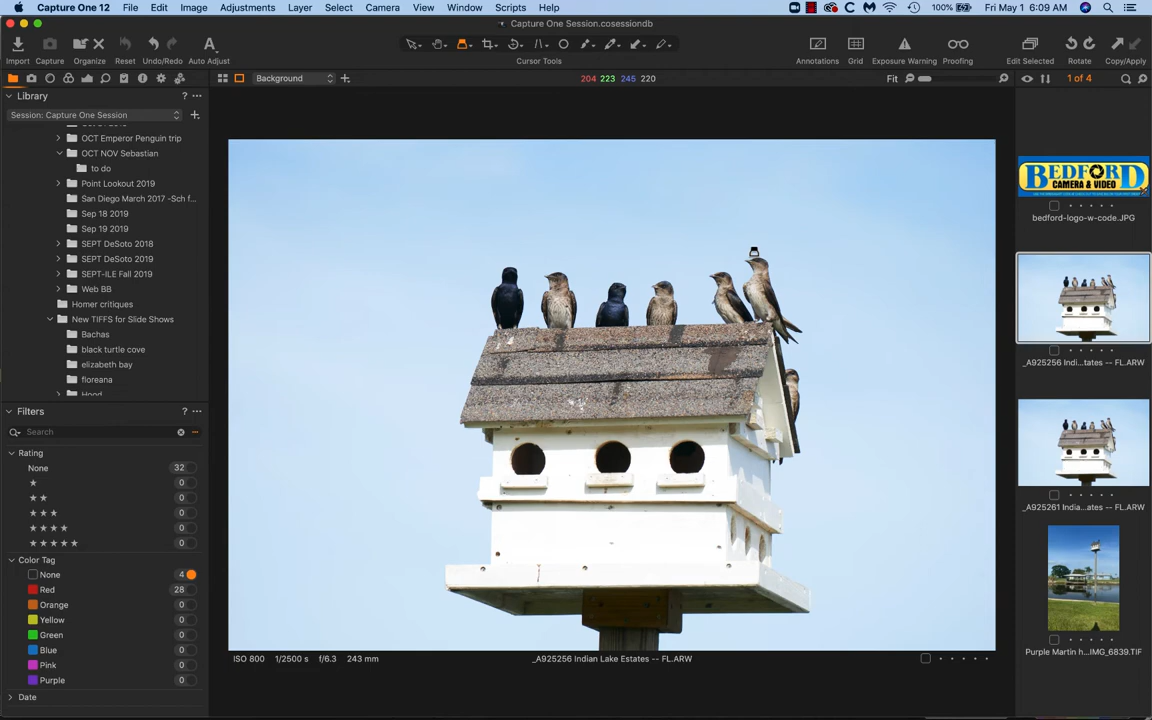 Capture One 12 File Edit Image Adjustments Layer Select Camera View Window Scripts Help 100% Fri May 1 6:09 AM
Capture One Session.cosessiondb
Import Capture Organize Reset Undo/Redo Auto Adjust Cursor Tools Annotations Grid Exposure Warning Proofing Edit Selected Rotate Copy/Apply
Background 204 223 245 220 Fit 1 of 4
Library ?
Session: Capture One Session
OCT Emperor Penguin trip
OCT NOV Sebastian
to do
Point Lookout 2019
San Diego March 2017 -Sch f...
Sep 18 2019
Sep 19 2019
SEPT DeSoto 2018
SEPT DeSoto 2019
SEPT-ILE Fall 2019
Web BB
Homer critiques
New TIFFS for Slide Shows
Bachas
black turtle cove
elizabeth bay
floreana
Hood
Filters ?
Search
Rating
None 32
0
0
0
0
0
Color Tag
None 4
Red 28
Orange 0
Yellow 0
Green 0
Blue 0
Pink 0
Purple 0
Date
ISO 800 1/2500 s f/6.3 243 mm _A925256 Indian Lake Estates -- FL.ARW
BEDFORD
CAMERA & VIDEO
bedford-logo-w-code.JPG
_A925256 Indi...tates -- FL.ARW
_A925261 India...ates -- FL.ARW
Purple Martin h...IMG_6839.TIF